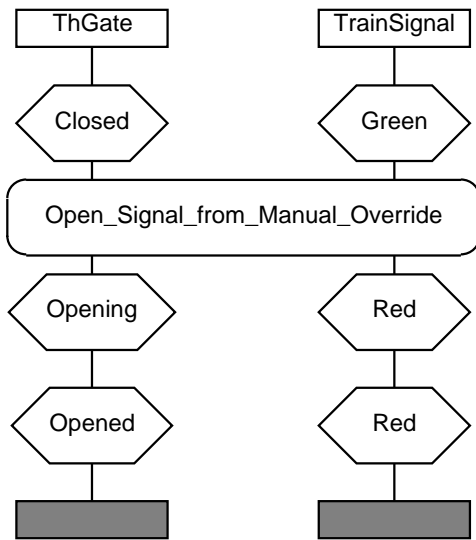 ThGate
TrainSignal
Closed
Green
Open_Signal_from_Manual_Override
Opening
Red
Opened
Red